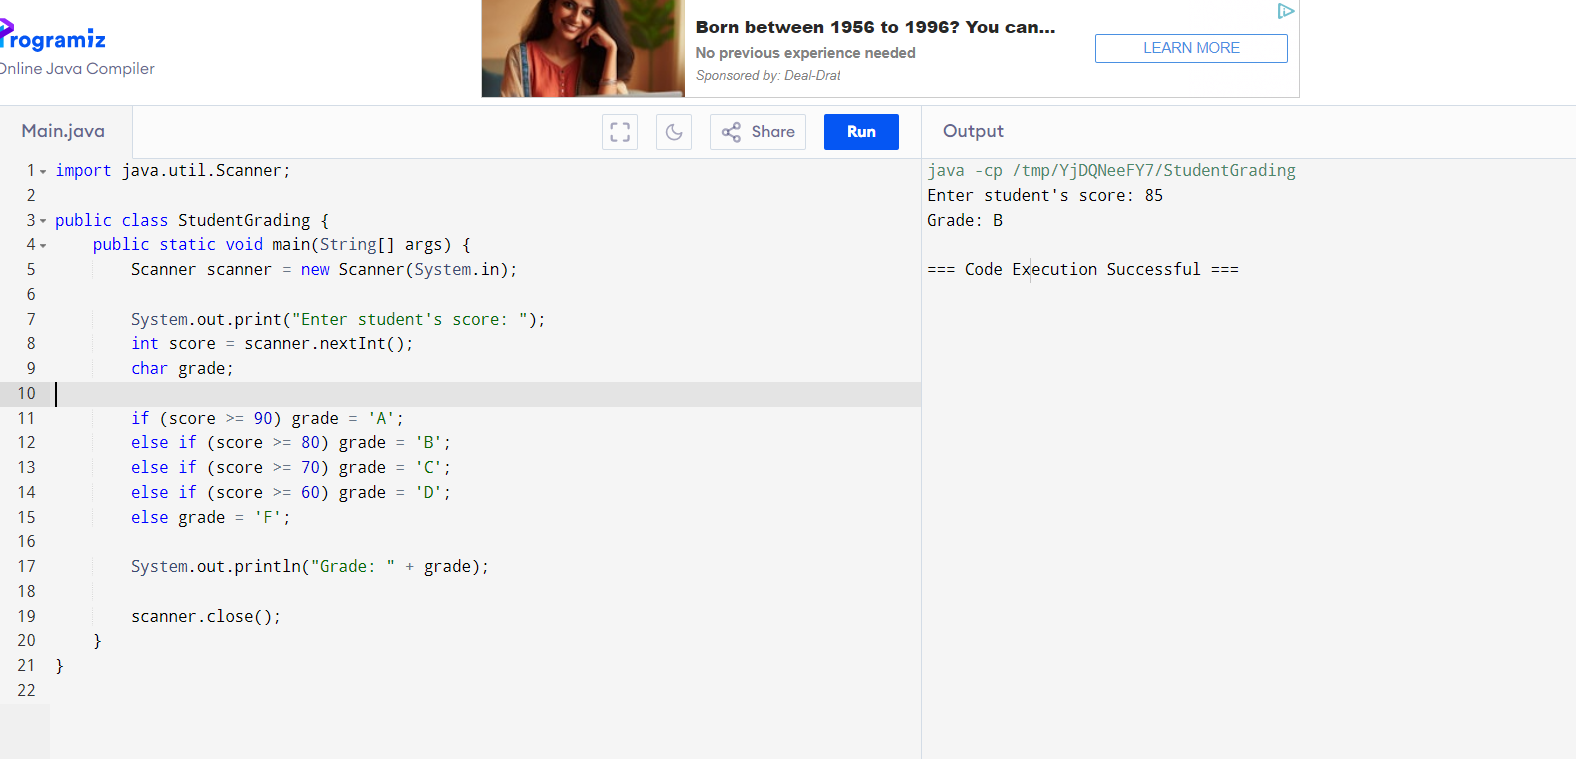 Programiz
Online Java Compiler
Born between 1956 to 1996? You can...
No previous experience needed
Sponsored by: Deal-Drat
LEARN MORE
Main.java
Share
Run
Output
1 import java.util.Scanner;
2
3 public class StudentGrading {
4     public static void main(String[] args) {
5         Scanner scanner = new Scanner(System.in);
6
7         System.out.print("Enter student's score: ");
8         int score = scanner.nextInt();
9         char grade;
10
11         if (score >= 90) grade = 'A';
12         else if (score >= 80) grade = 'B';
13         else if (score >= 70) grade = 'C';
14         else if (score >= 60) grade = 'D';
15         else grade = 'F';
16
17         System.out.println("Grade: " + grade);
18
19         scanner.close();
20     }
21 }
22
java -cp /tmp/YjDQNeeFY7/StudentGrading
Enter student's score: 85
Grade: B
=== Code Execution Successful ===